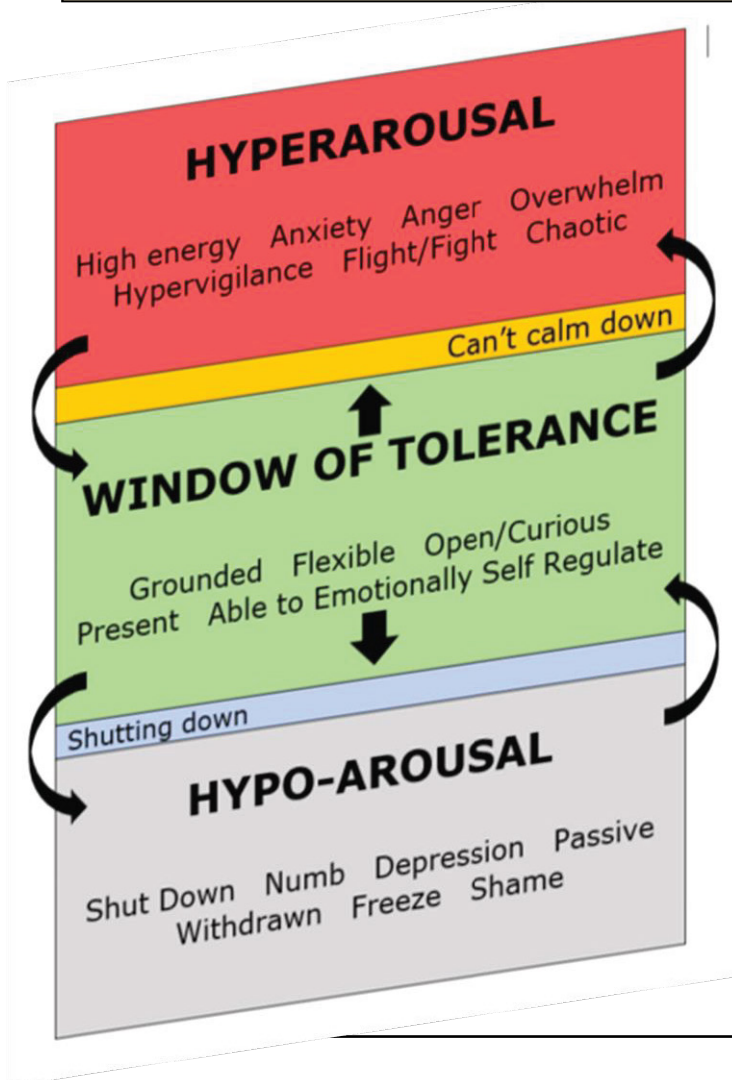 HYPERAROUSAL
High energy Anxiety Anger Overwhelm
Hypervigilance Flight/Fight Chaotic
Can't calm down
WINDOW OF TOLERANCE
Grounded Flexible Open/Curious
Present Able to Emotionally Self Regulate
Shutting down
HYPO-AROUSAL
Shut Down Numb Depression Passive
Withdrawn Freeze Shame